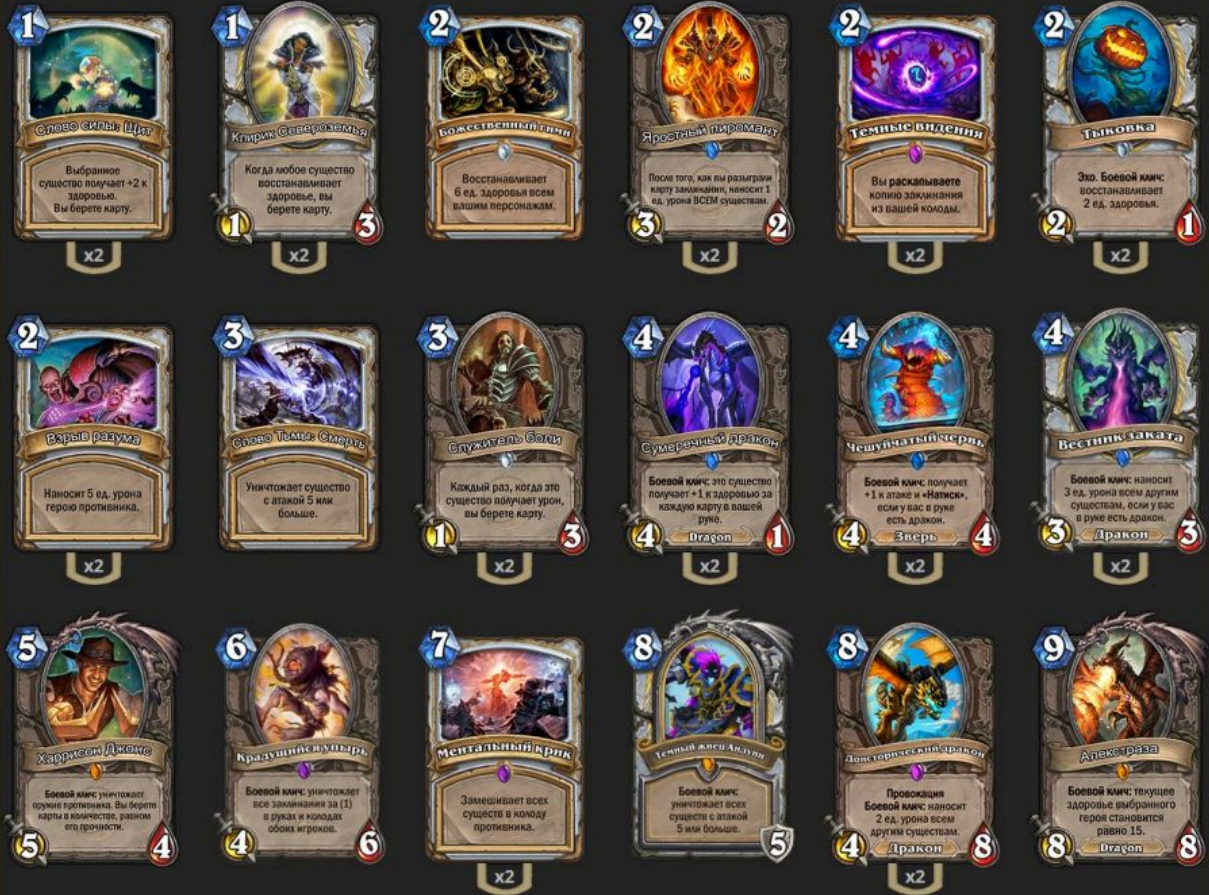 1
Слово силы: Щит
Выбранное
существо получает +2 к
здоровью.
Вы берете карту.
x2
1
Клирик Североземья
Когда любое существо
восстанавливает
здоровье, вы
берете карту.
1
3
x2
2
Божественный гимн
Восстанавливает
6 ед. здоровья всем
вашим персонажам.
2
Яростный пиромант
После того, как вы разыграли
карту заклинания, наносит 1
ед. урона ВСЕМ существам.
3
2
2
Темные видения
Вы раскапываете
копию заклинания
из вашей колоды.
x2
2
Тыковка
Эхо. Боевой клич:
восстанавливает
2 ед. здоровья.
2
1
x2
2
Взрыв разума
Наносит 5 ед. урона
герою противника.
x2
3
Слово Тьмы: Смерть
Уничтожает существо
с атакой 5 или
больше.
3
Служитель боли
Каждый раз, когда это
существо получает урон,
вы берете карту.
1
3
x2
4
Сумеречный дракон
Боевой клич: это существо
получает +1 к здоровью за
каждую карту в вашей
руке.
4
Dragon
1
x2
4
Чешуйчатый червь
Боевой клич: получает
+1 к атаке и «Натиск»,
если у вас в руке
есть дракон.
4
Зверь
4
x2
4
Вестник заката
Боевой клич: наносит
3 ед. урона всем другим
существам, если у вас
в руке есть дракон.
3
Дракон
3
x2
5
Харрисон Джонс
Боевой клич: уничтожает
оружие противника. Вы берете
карты в количестве, равном
его прочности.
5
4
6
Крадущийся упырь
Боевой клич: уничтожает
все заклинания за (1)
в руках и колодах
обоих игроков.
4
6
7
Ментальный крик
Замешивает всех
существ в колоду
противника.
x2
8
Темный жнец Андуин
Боевой клич:
уничтожает всех
существ с атакой
5 или больше.
5
8
Доисторический дракон
Провокация
Боевой клич: наносит
2 ед. урона всем
другим существам.
4
Дракон
8
x2
9
Алекстраза
Боевой клич: текущее
здоровье выбранного
героя становится
равно 15.
8
Dragon
8